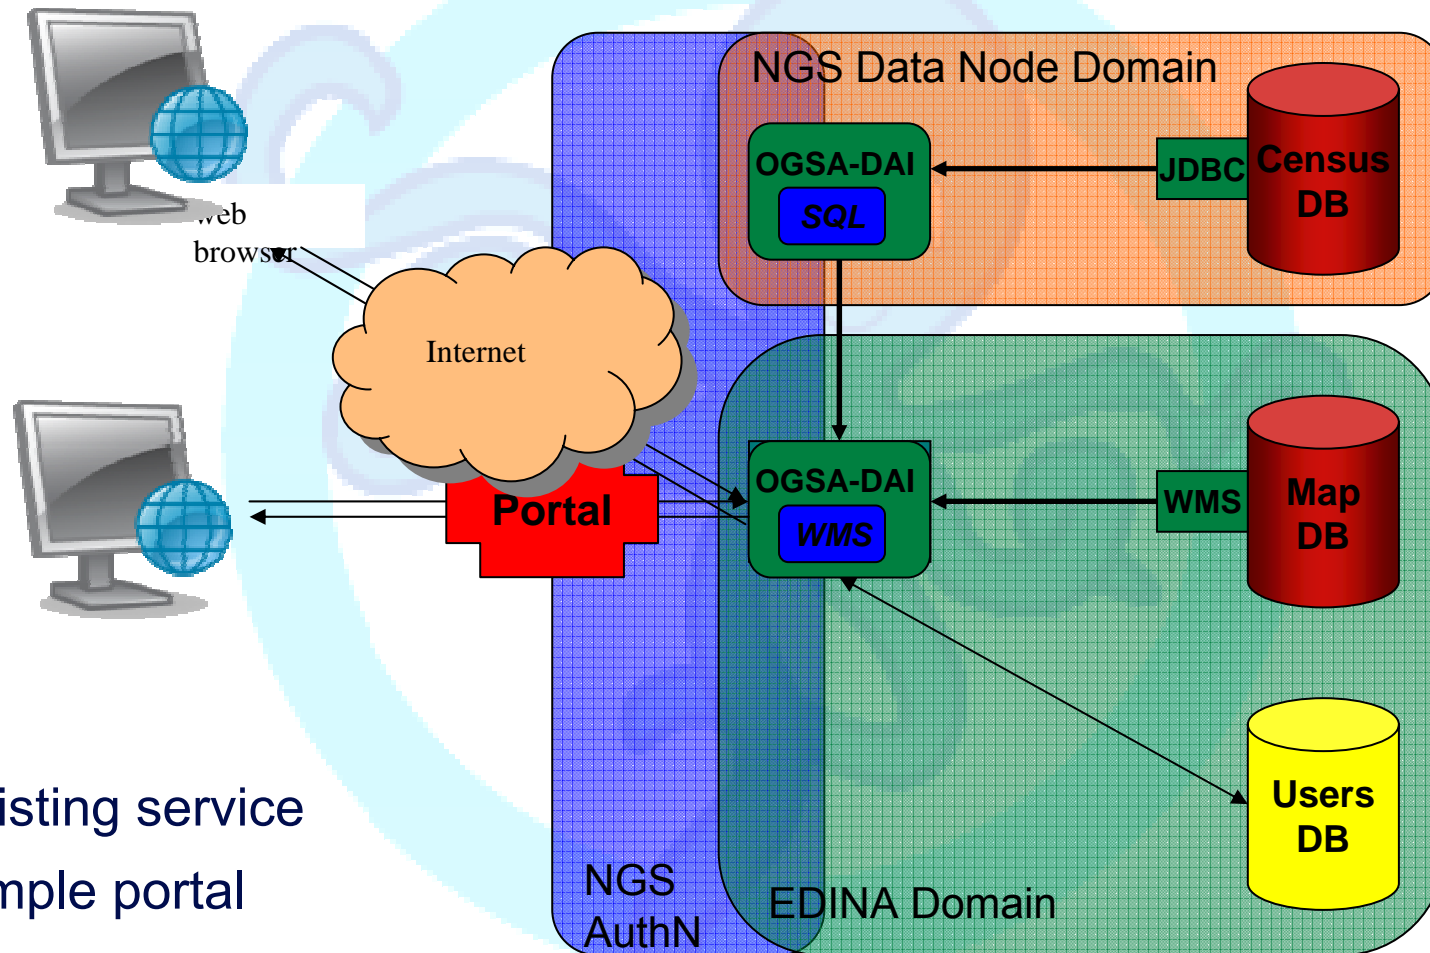 NGS Data Node Domain
OGSA-DAI
SQL
JDBC
Census
DB
web
browser
Internet
Portal
OGSA-DAI
WMS
WMS
Map
DB
Users
DB
isting service
mple portal
NGS
AuthN
EDINA Domain